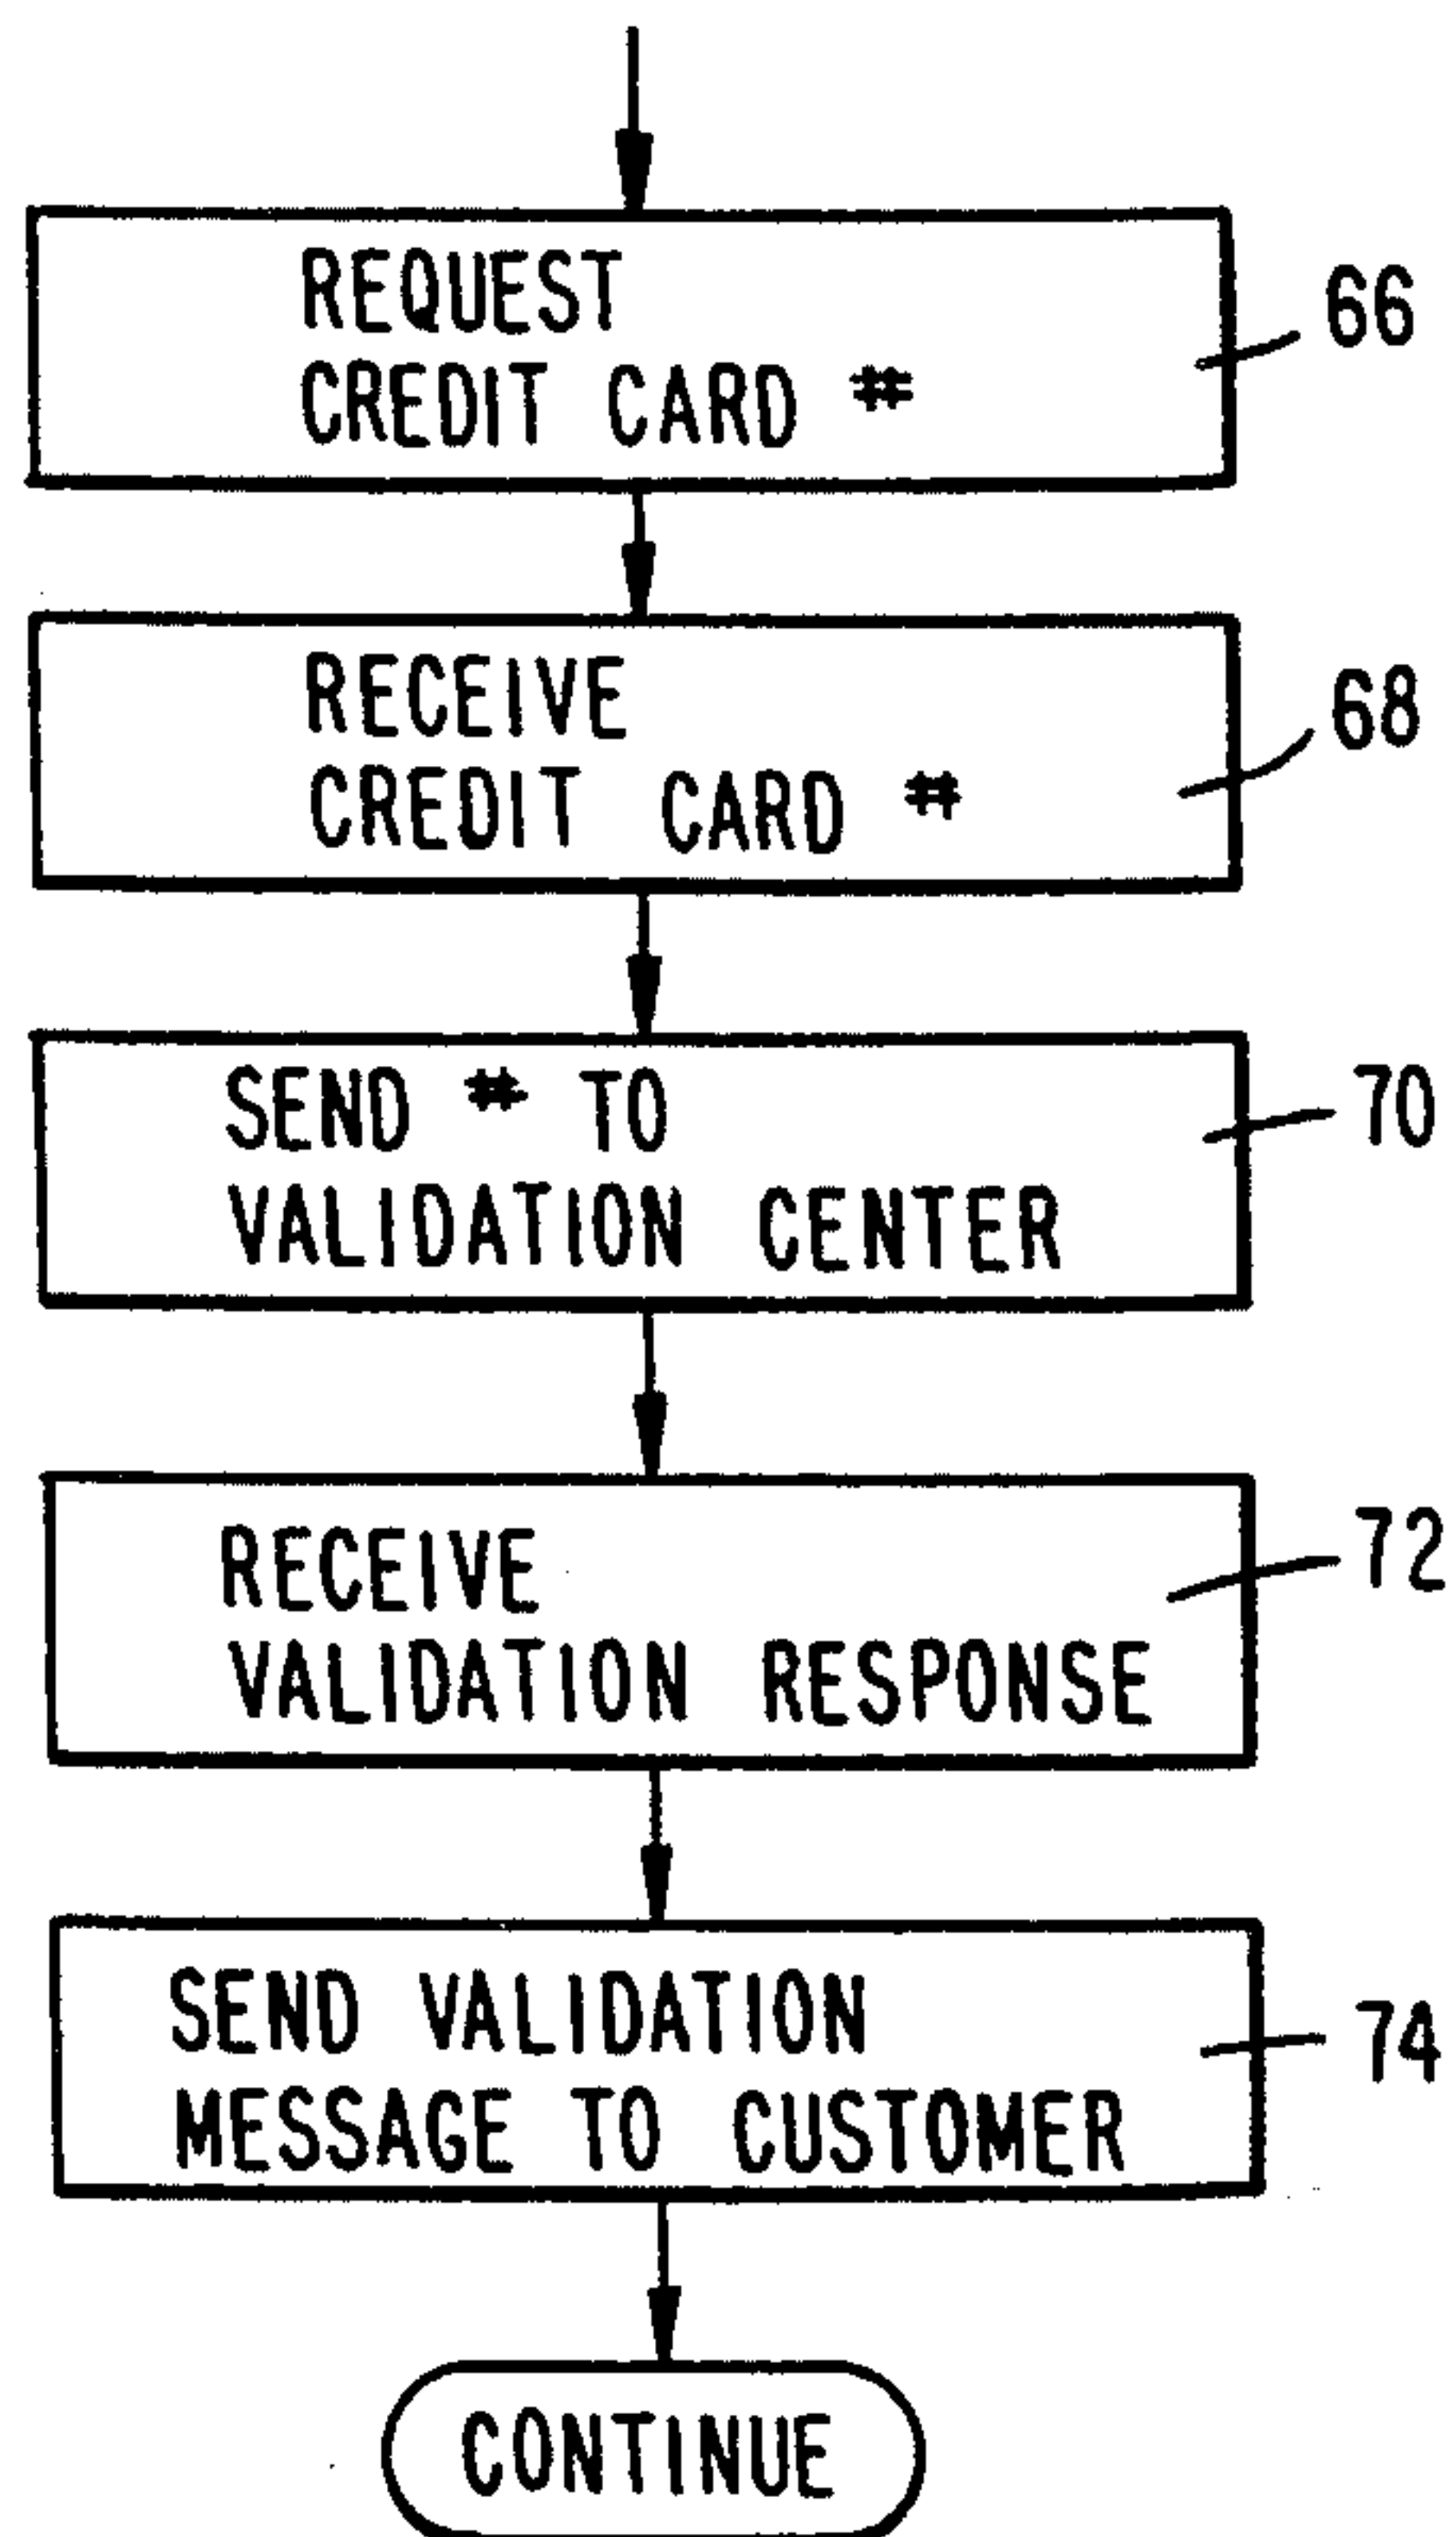 REQUEST
CREDIT CARD #
66
RECEIVE
CREDIT CARD #
68
SEND # TO
VALIDATION CENTER
70
RECEIVE
VALIDATION RESPONSE
72
SEND VALIDATION
MESSAGE TO CUSTOMER
74
CONTINUE